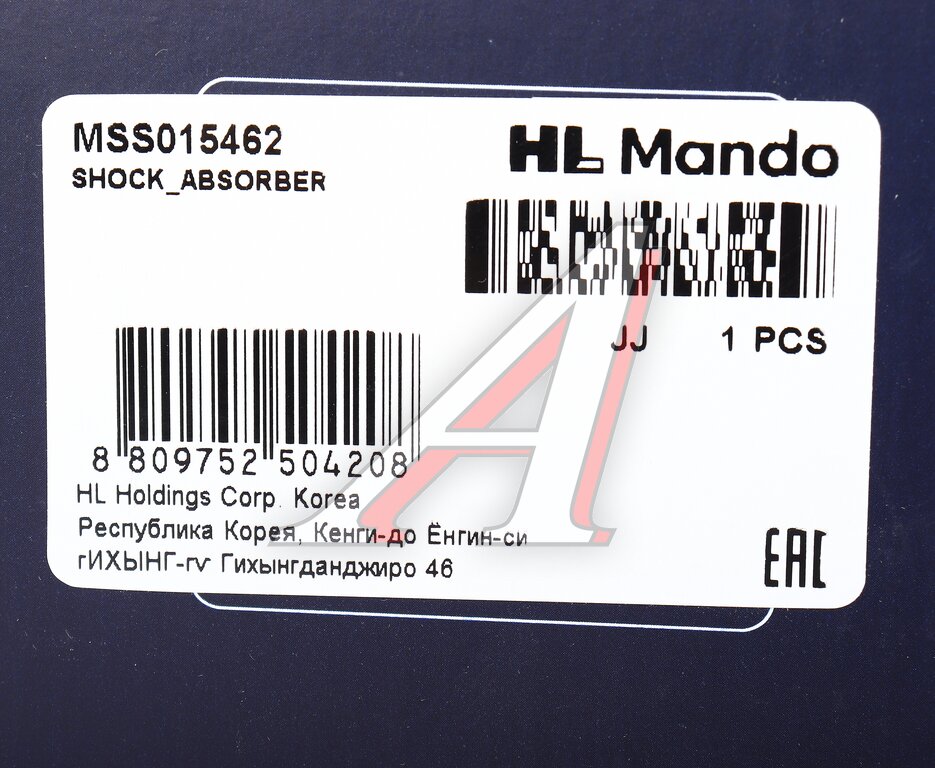 MSS015462
SHOCK_ABSORBER
HL Mando
JJ 1 PCS
8 809752 504208
HL Holdings Corp. Korea
Республика Корея, Кенги-до Ёнгин-си
гИХЫНГ-гу Гихынгданджиро 46
EAC